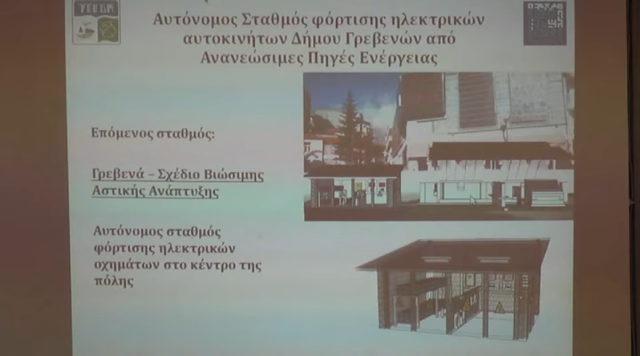 Αυτόνομος Σταθμός φόρτισης ηλεκτρικών
αυτοκινήτων Δήμου Γρεβενών από
Ανανεώσιμες Πηγές Ενέργειας
Επόμενος σταθμός:
Γρεβενά – Σχέδιο Βιώσιμης
Αστικής Ανάπτυξης
Αυτόνομος σταθμός
φόρτισης ηλεκτρικών
οχημάτων στο κέντρο της
πόλης